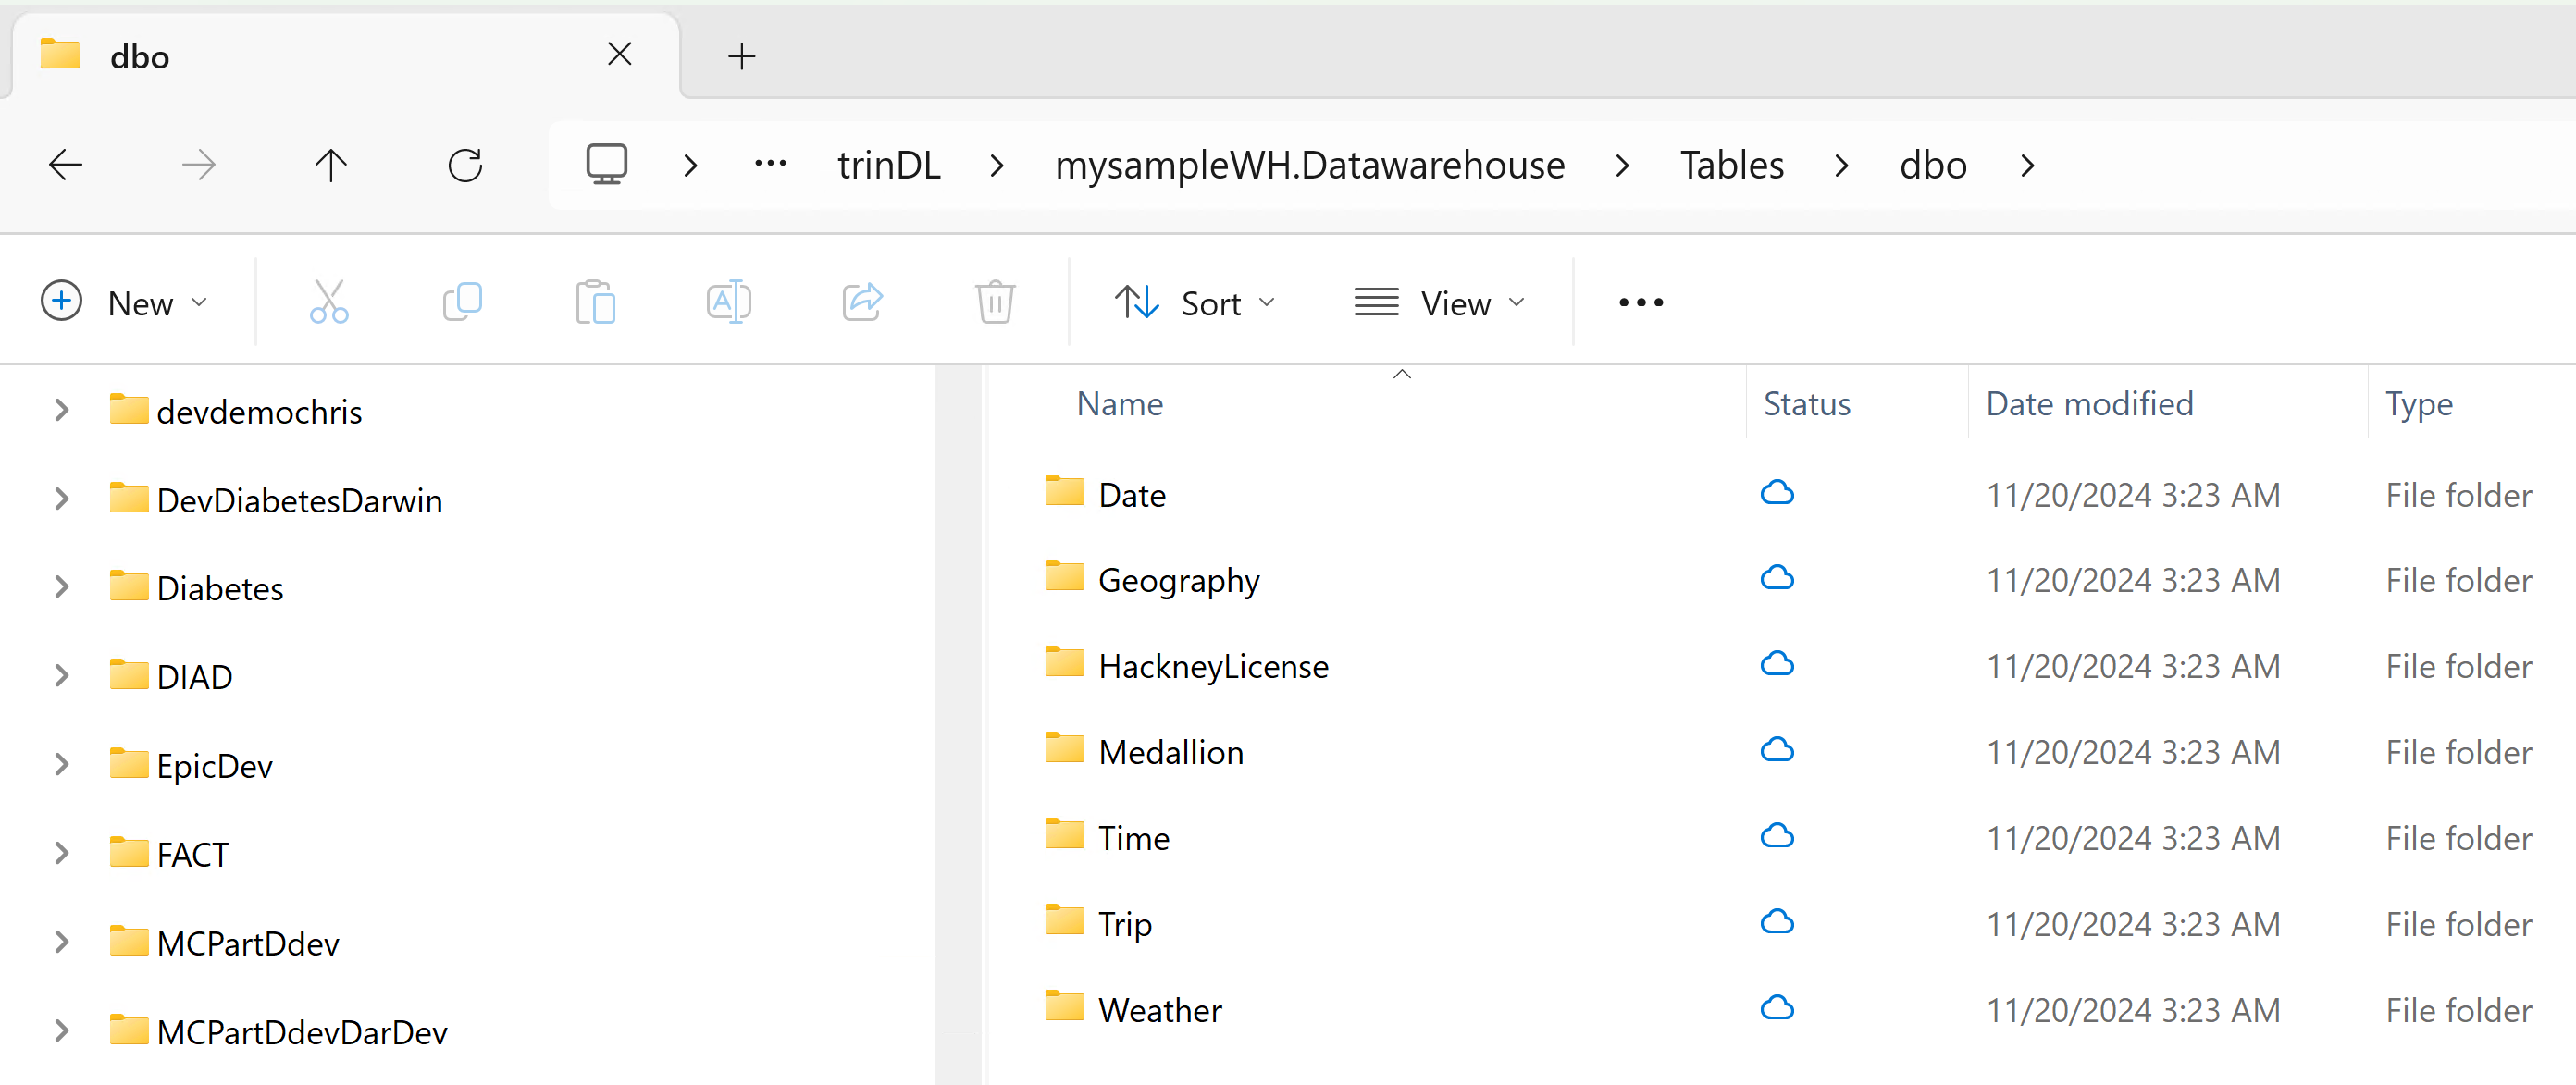 dbo
… trinDL > mysampleWH.Datawarehouse > Tables > dbo >
New Sort View
Name Status Date modified Type
devdemochris
DevDiabetesDarwin
Diabetes
DIAD
EpicDev
FACT
MCPartDdev
MCPartDdevDarDev
Date 11/20/2024 3:23 AM File folder
Geography 11/20/2024 3:23 AM File folder
HackneyLicense 11/20/2024 3:23 AM File folder
Medallion 11/20/2024 3:23 AM File folder
Time 11/20/2024 3:23 AM File folder
Trip 11/20/2024 3:23 AM File folder
Weather 11/20/2024 3:23 AM File folder